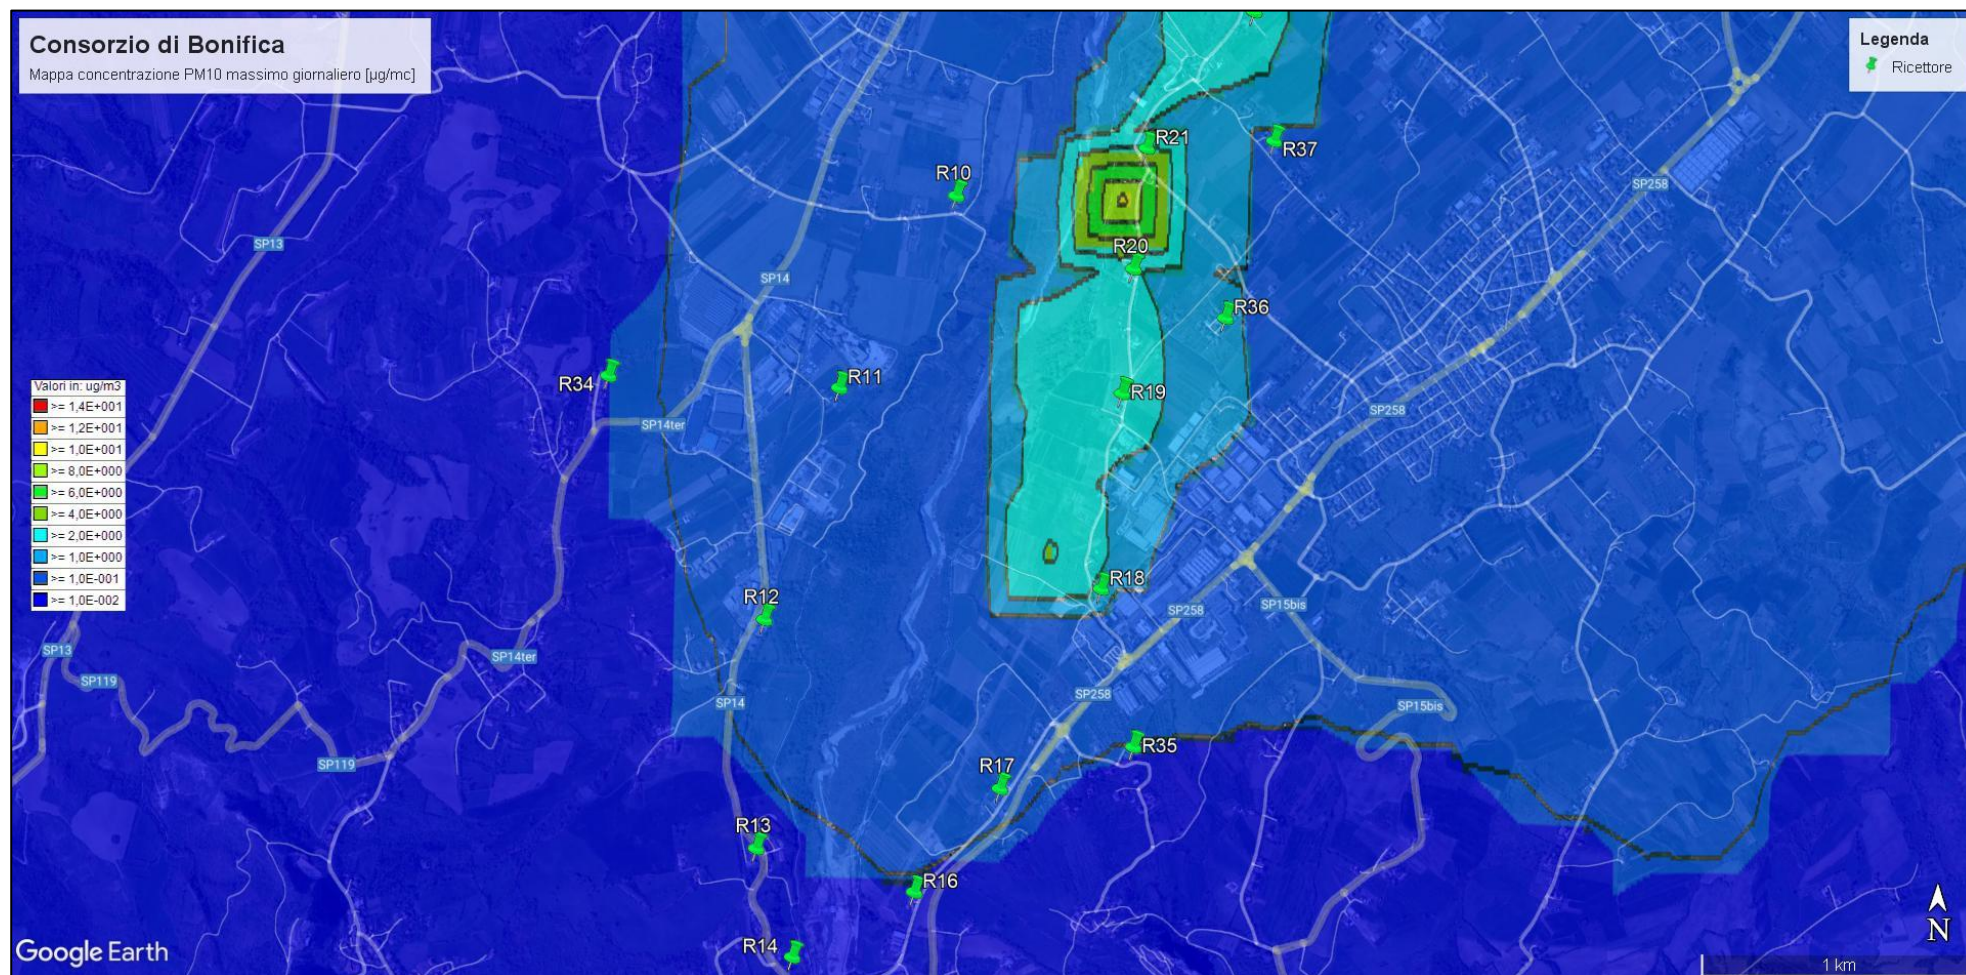 Consorzio di Bonifica
Mappa concentrazione PM10 massimo giornaliero [µg/mc]
Legenda
Ricettore
R21
R37
R10
SP258
SP13
R20
SP14
R36
R34
R11
R19
Valori in: ug/m3
>= 1,4E+001
>= 1,2E+001
>= 1,0E+001
>= 8,0E+000
>= 6,0E+000
>= 4,0E+000
>= 2,0E+000
>= 1,0E+000
>= 1,0E-001
>= 1,0E-002
SP258
SP14ter
R18
R12
SP258
SP15bis
SP13
SP14ter
SP119
SP258
SP14
SP15bis
R35
SP119
R17
R13
R16
R14
Google Earth
N
1 km